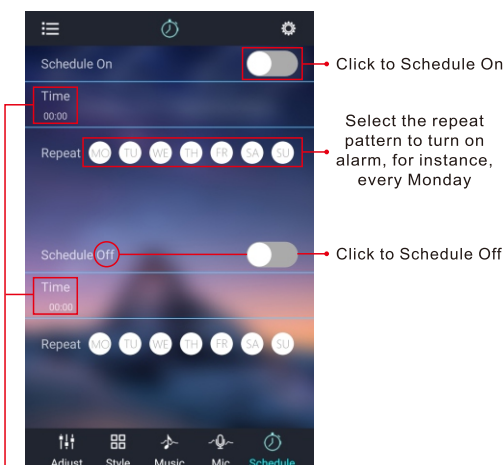 Schedule On
Click to Schedule On
Time
00:00
Select the repeat
pattern to turn on
alarm, for instance,
every Monday
Repeat MO TU WE TH FR SA SU
Schedule Off
Click to Schedule Off
Time
00:00
Repeat MO TU WE TH FR SA SU
Adjust Style Music Mic Schedule